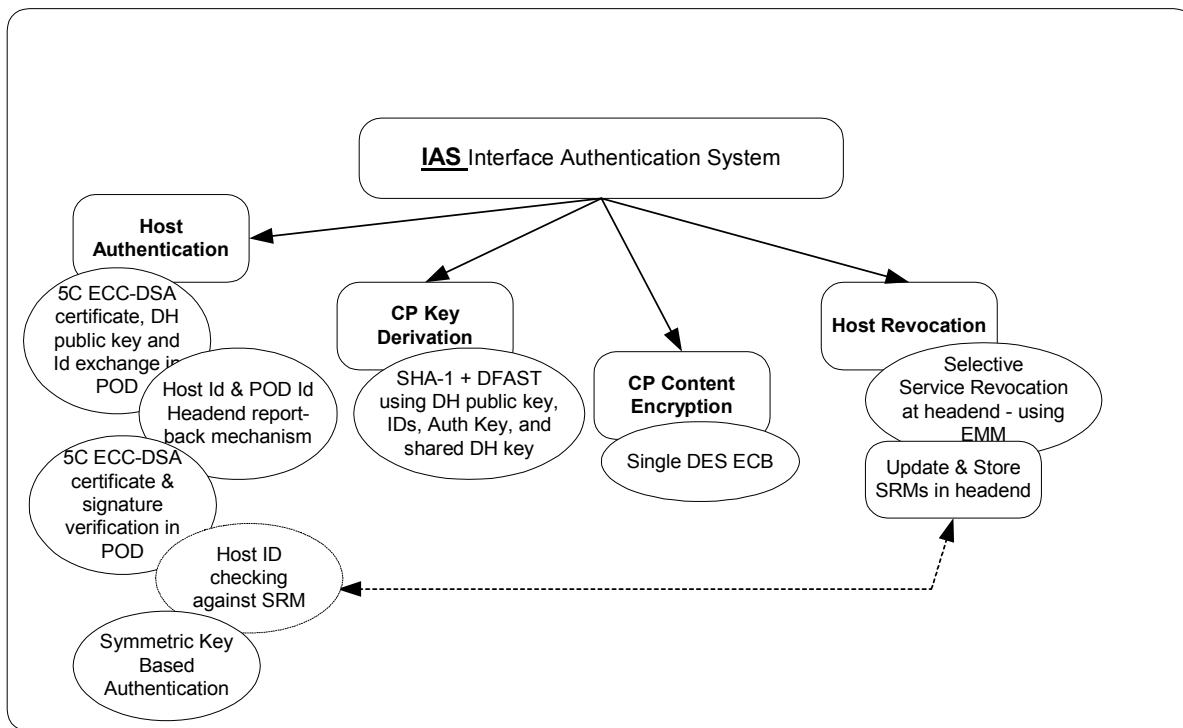 IAS Interface Authentication System
Host
Authentication
5C ECC-DSA
certificate, DH
public key and
Id exchange in
POD
Host Id & POD Id
Headend report-
back mechanism
5C ECC-DSA
certificate &
signature
verification in
POD
Host ID
checking
against SRM
Symmetric Key
Based
Authentication
CP Key
Derivation
SHA-1 + DFAST
using DH public key,
IDs, Auth Key, and
shared DH key
CP Content
Encryption
Single DES ECB
Host Revocation
Selective
Service Revocation
at headend - using
EMM
Update & Store
SRMs in headend